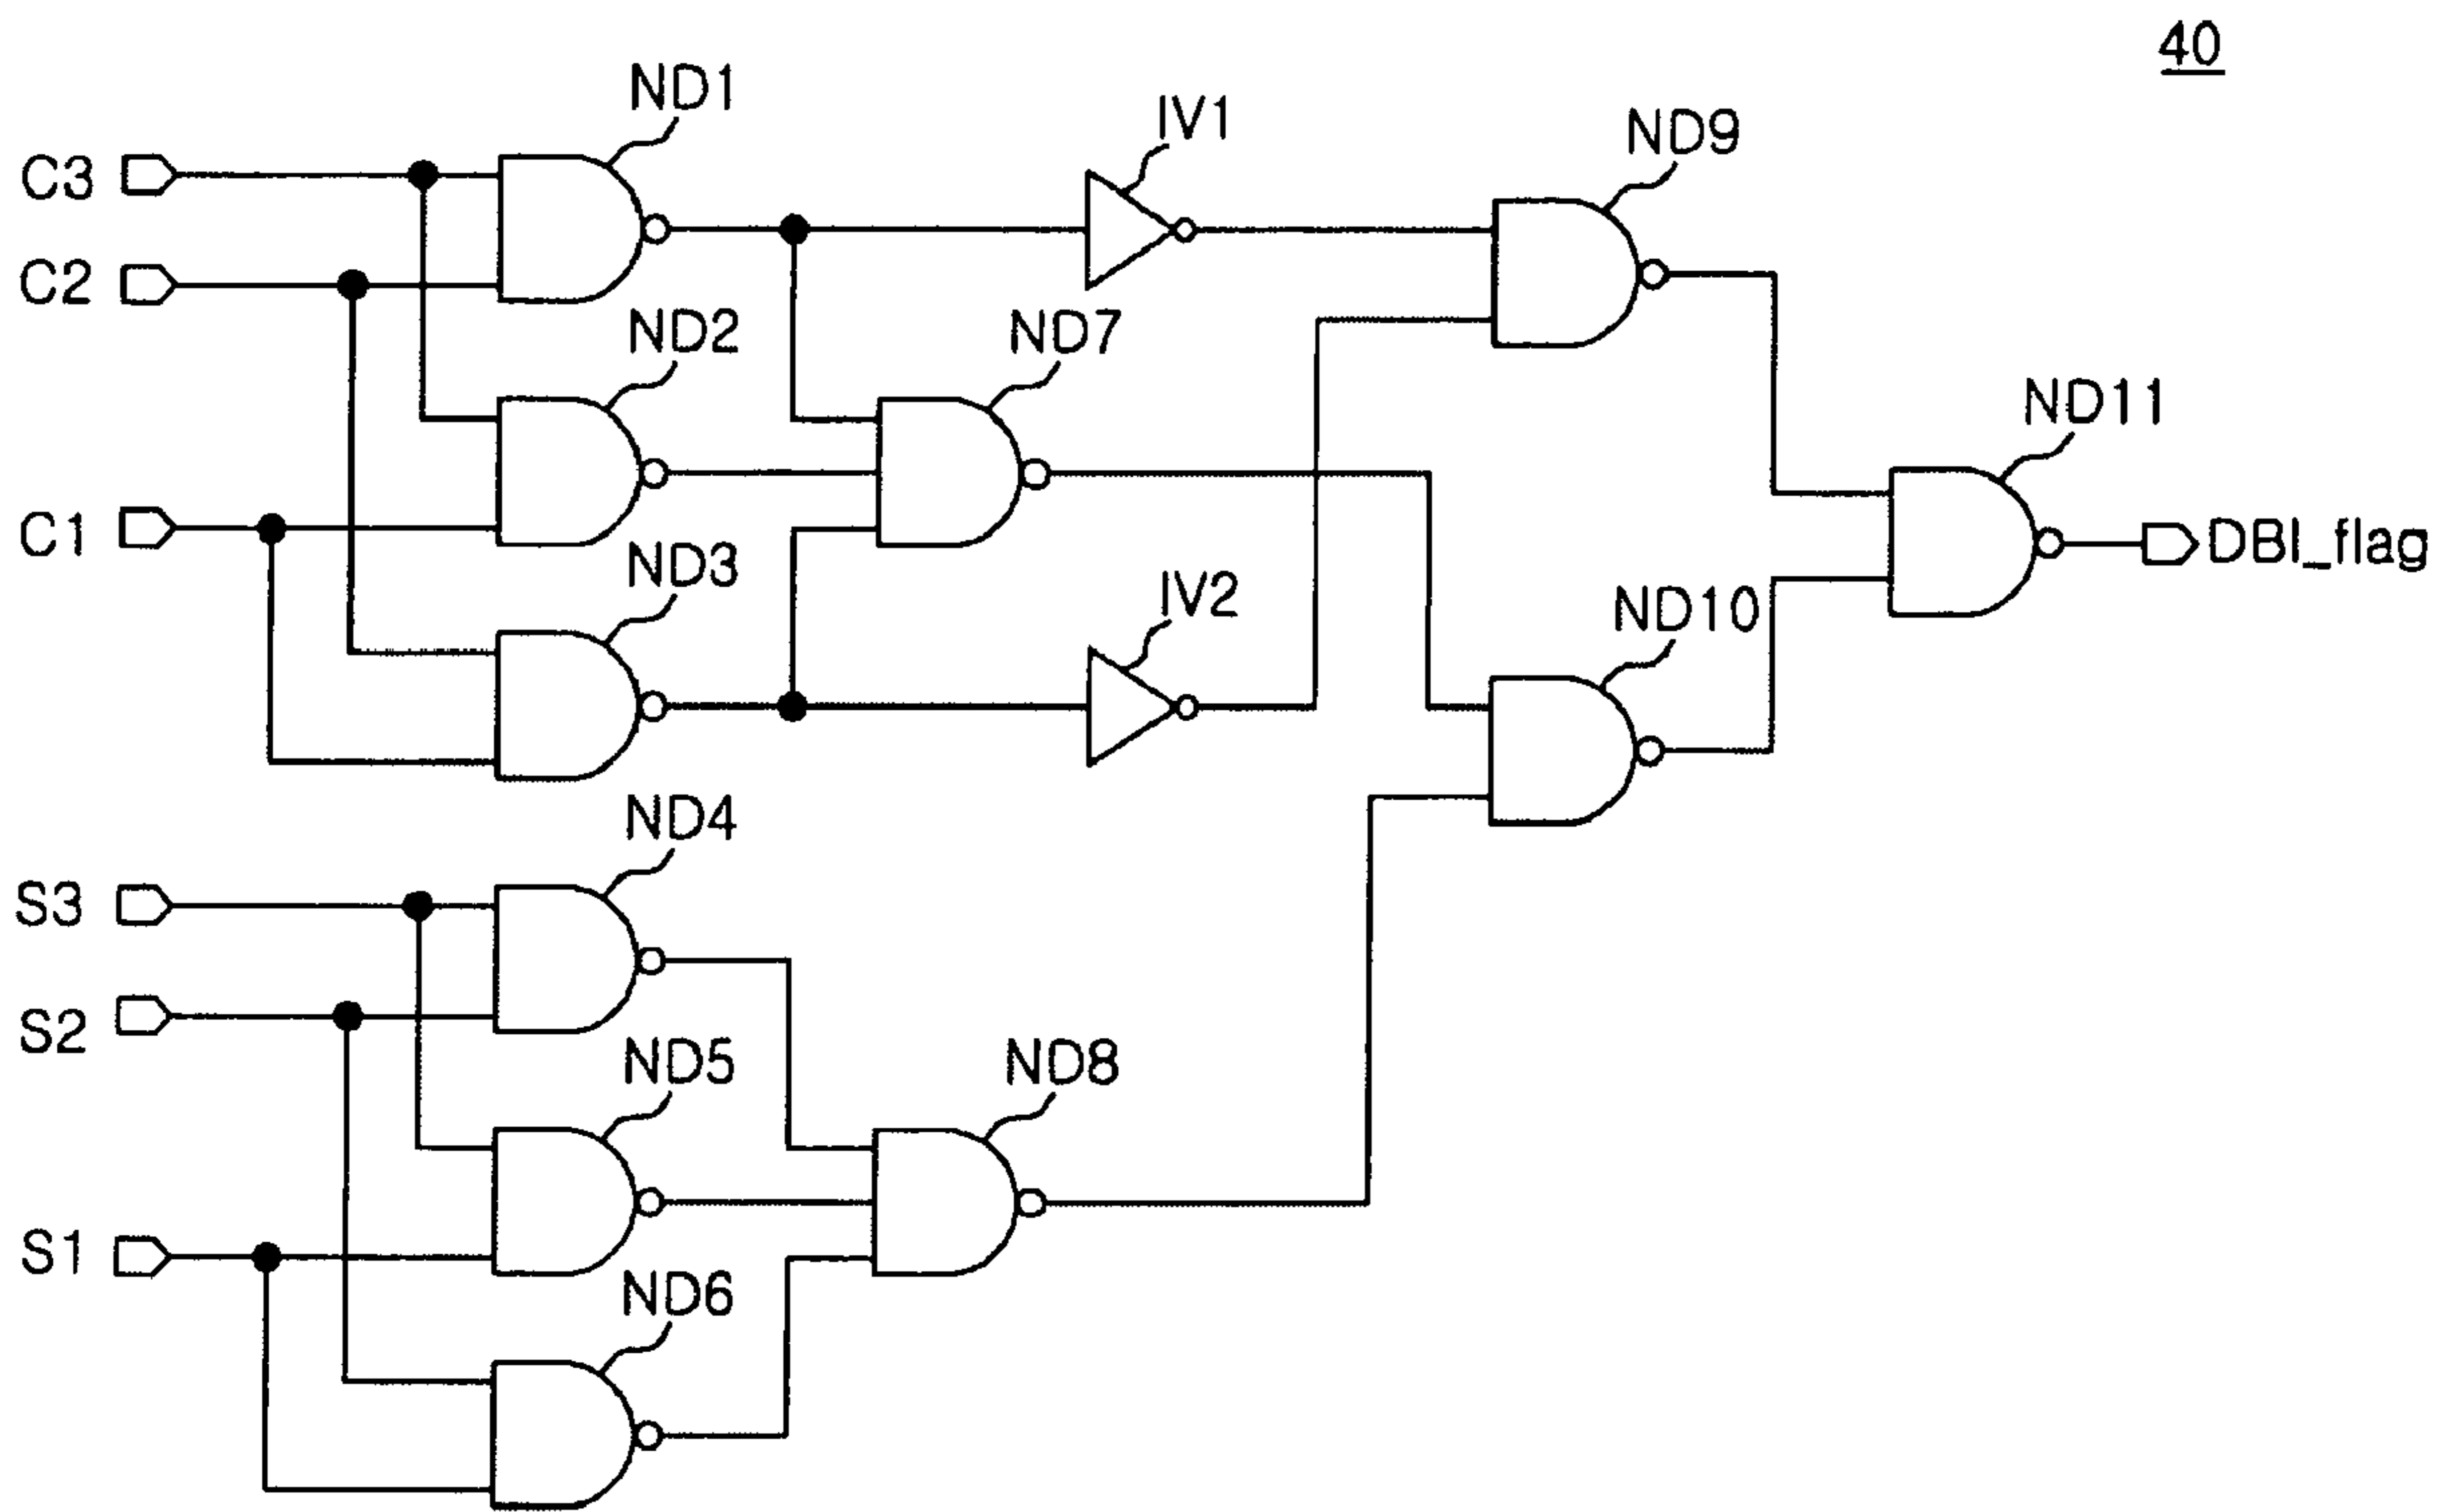 40
ND1
IV1
ND9
C3
C2
ND2
ND7
ND11
C1
ND3
IV2
DBI_flag
ND10
ND4
S3
S2
ND5
ND8
S1
ND6